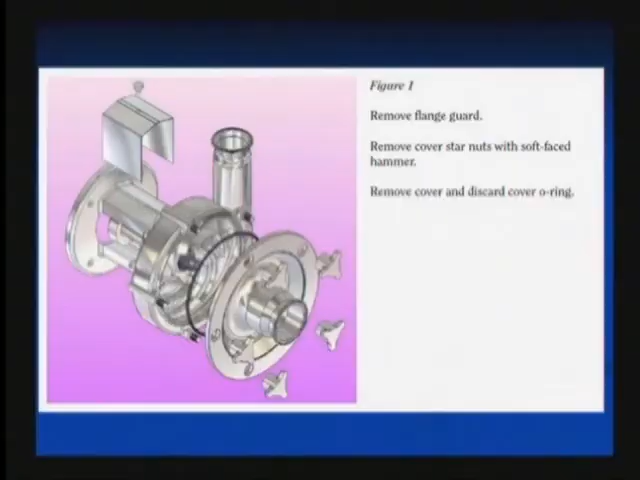 Figure 1
Remove flange guard.
Remove cover star nuts with soft-faced
hammer.
Remove cover and discard cover o-ring.